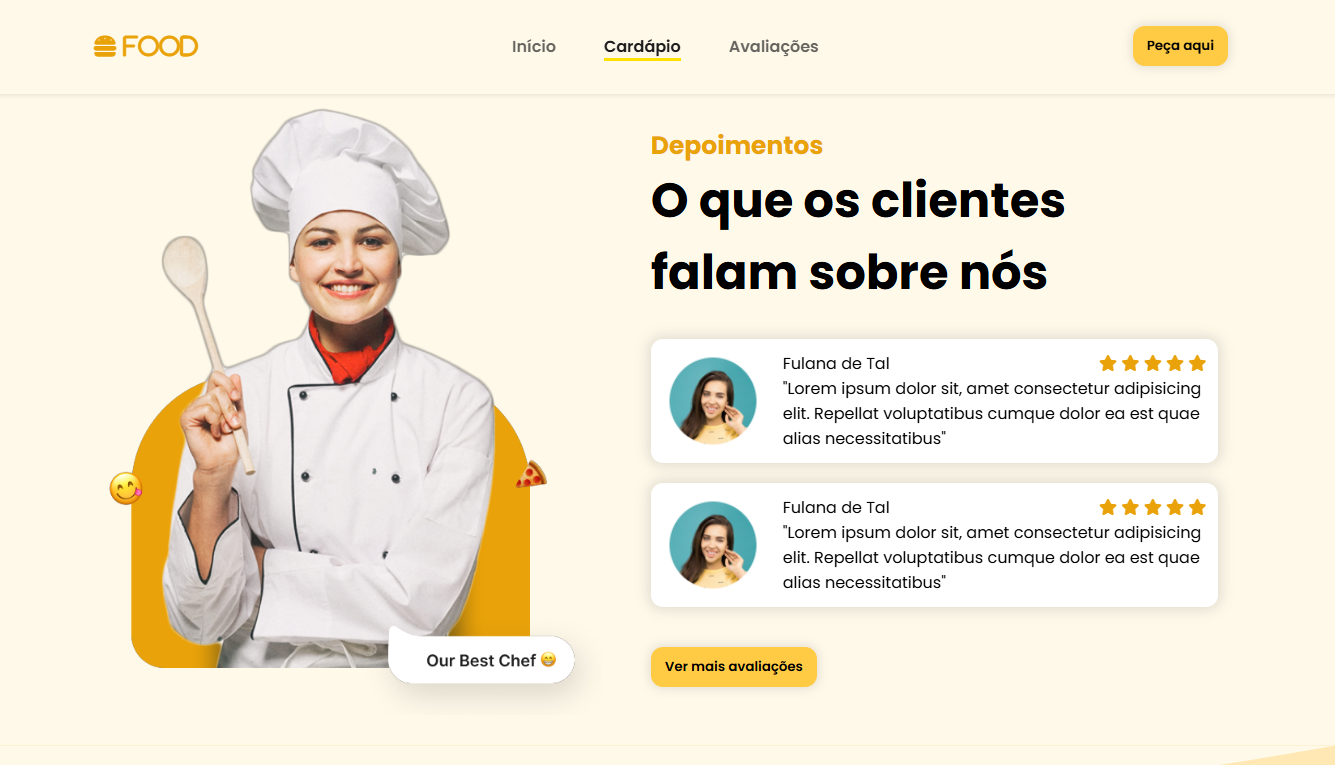 FOOD
Início
Cardápio
Avaliações
Peça aqui
Depoimentos
O que os clientes
falam sobre nós
Fulana de Tal
"Lorem ipsum dolor sit, amet consectetur adipisicing
elit. Repellat voluptatibus cumque dolor ea est quae
alias necessitatibus"
Fulana de Tal
"Lorem ipsum dolor sit, amet consectetur adipisicing
elit. Repellat voluptatibus cumque dolor ea est quae
alias necessitatibus"
Our Best Chef 😁
Ver mais avaliações